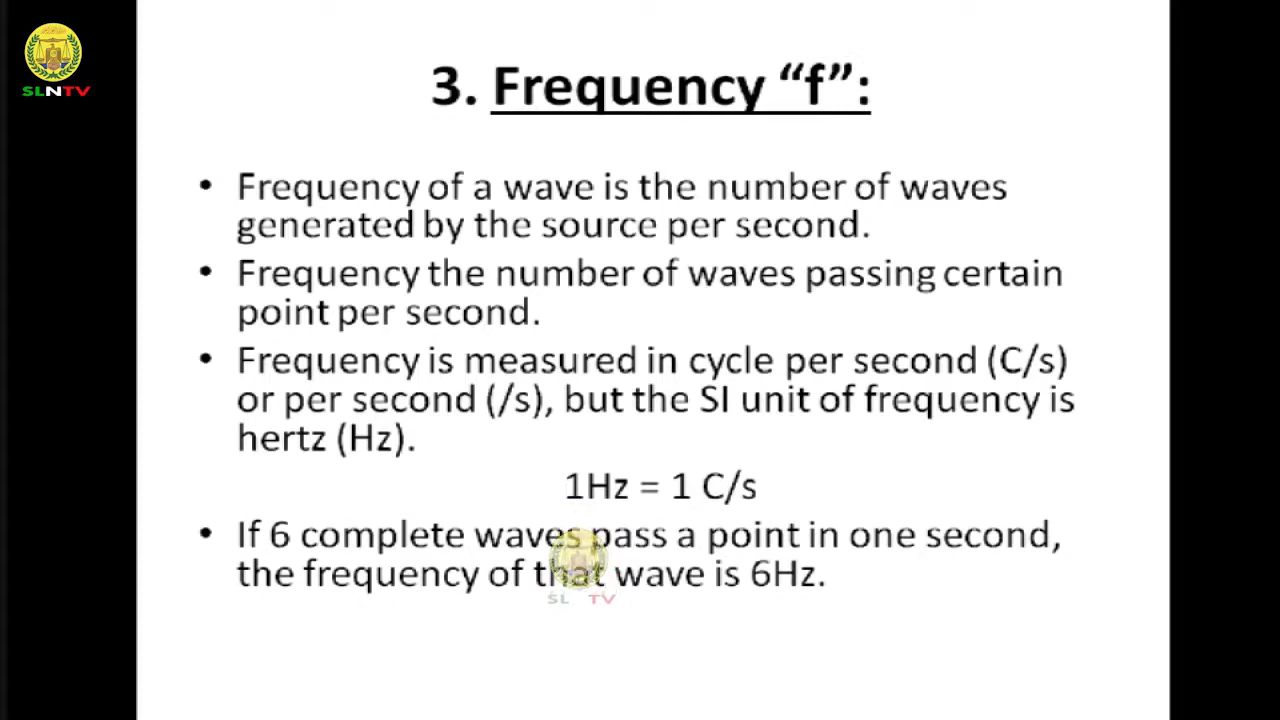 SLNTV
3. Frequency “f”:
• Frequency of a wave is the number of waves
generated by the source per second.
• Frequency the number of waves passing certain
point per second.
• Frequency is measured in cycle per second (C/s)
or per second (/s), but the SI unit of frequency is
hertz (Hz).
1Hz = 1 C/s
• If 6 complete waves pass a point in one second,
the frequency of that wave is 6Hz.
SL TV